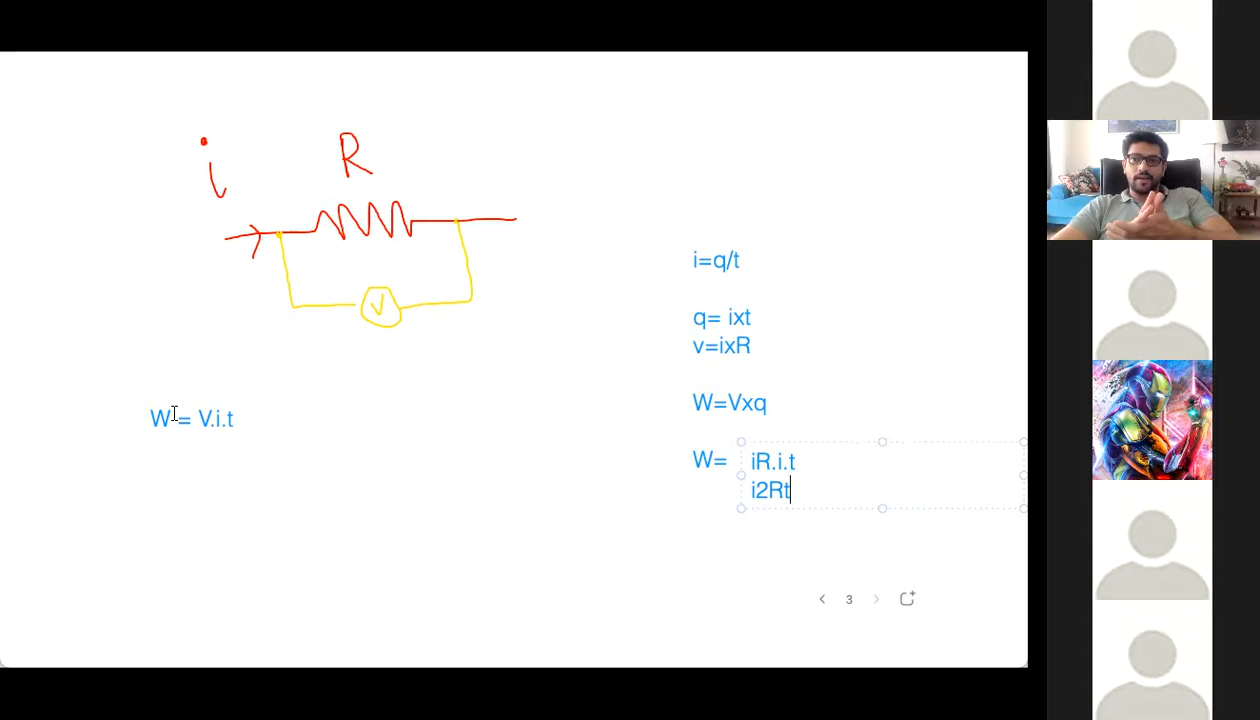 i
R
V
i=q/t
q= ixt
v=ixR
W= V.i.t
W=Vxq
W= iR.i.t
i2Rt
3